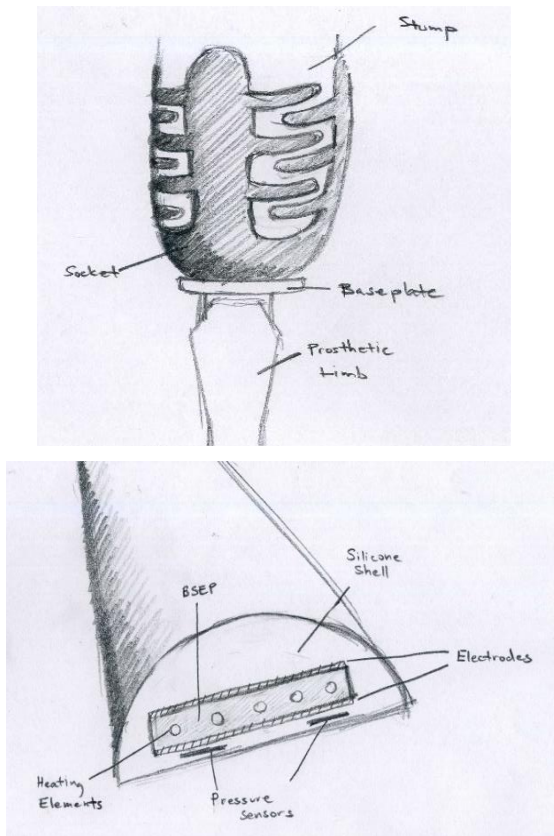 Stump
Socket
Baseplate
Prosthetic
Limb
Silicone
Shell
BSEP
Electrodes
Heating
Elements
Pressure
Sensors